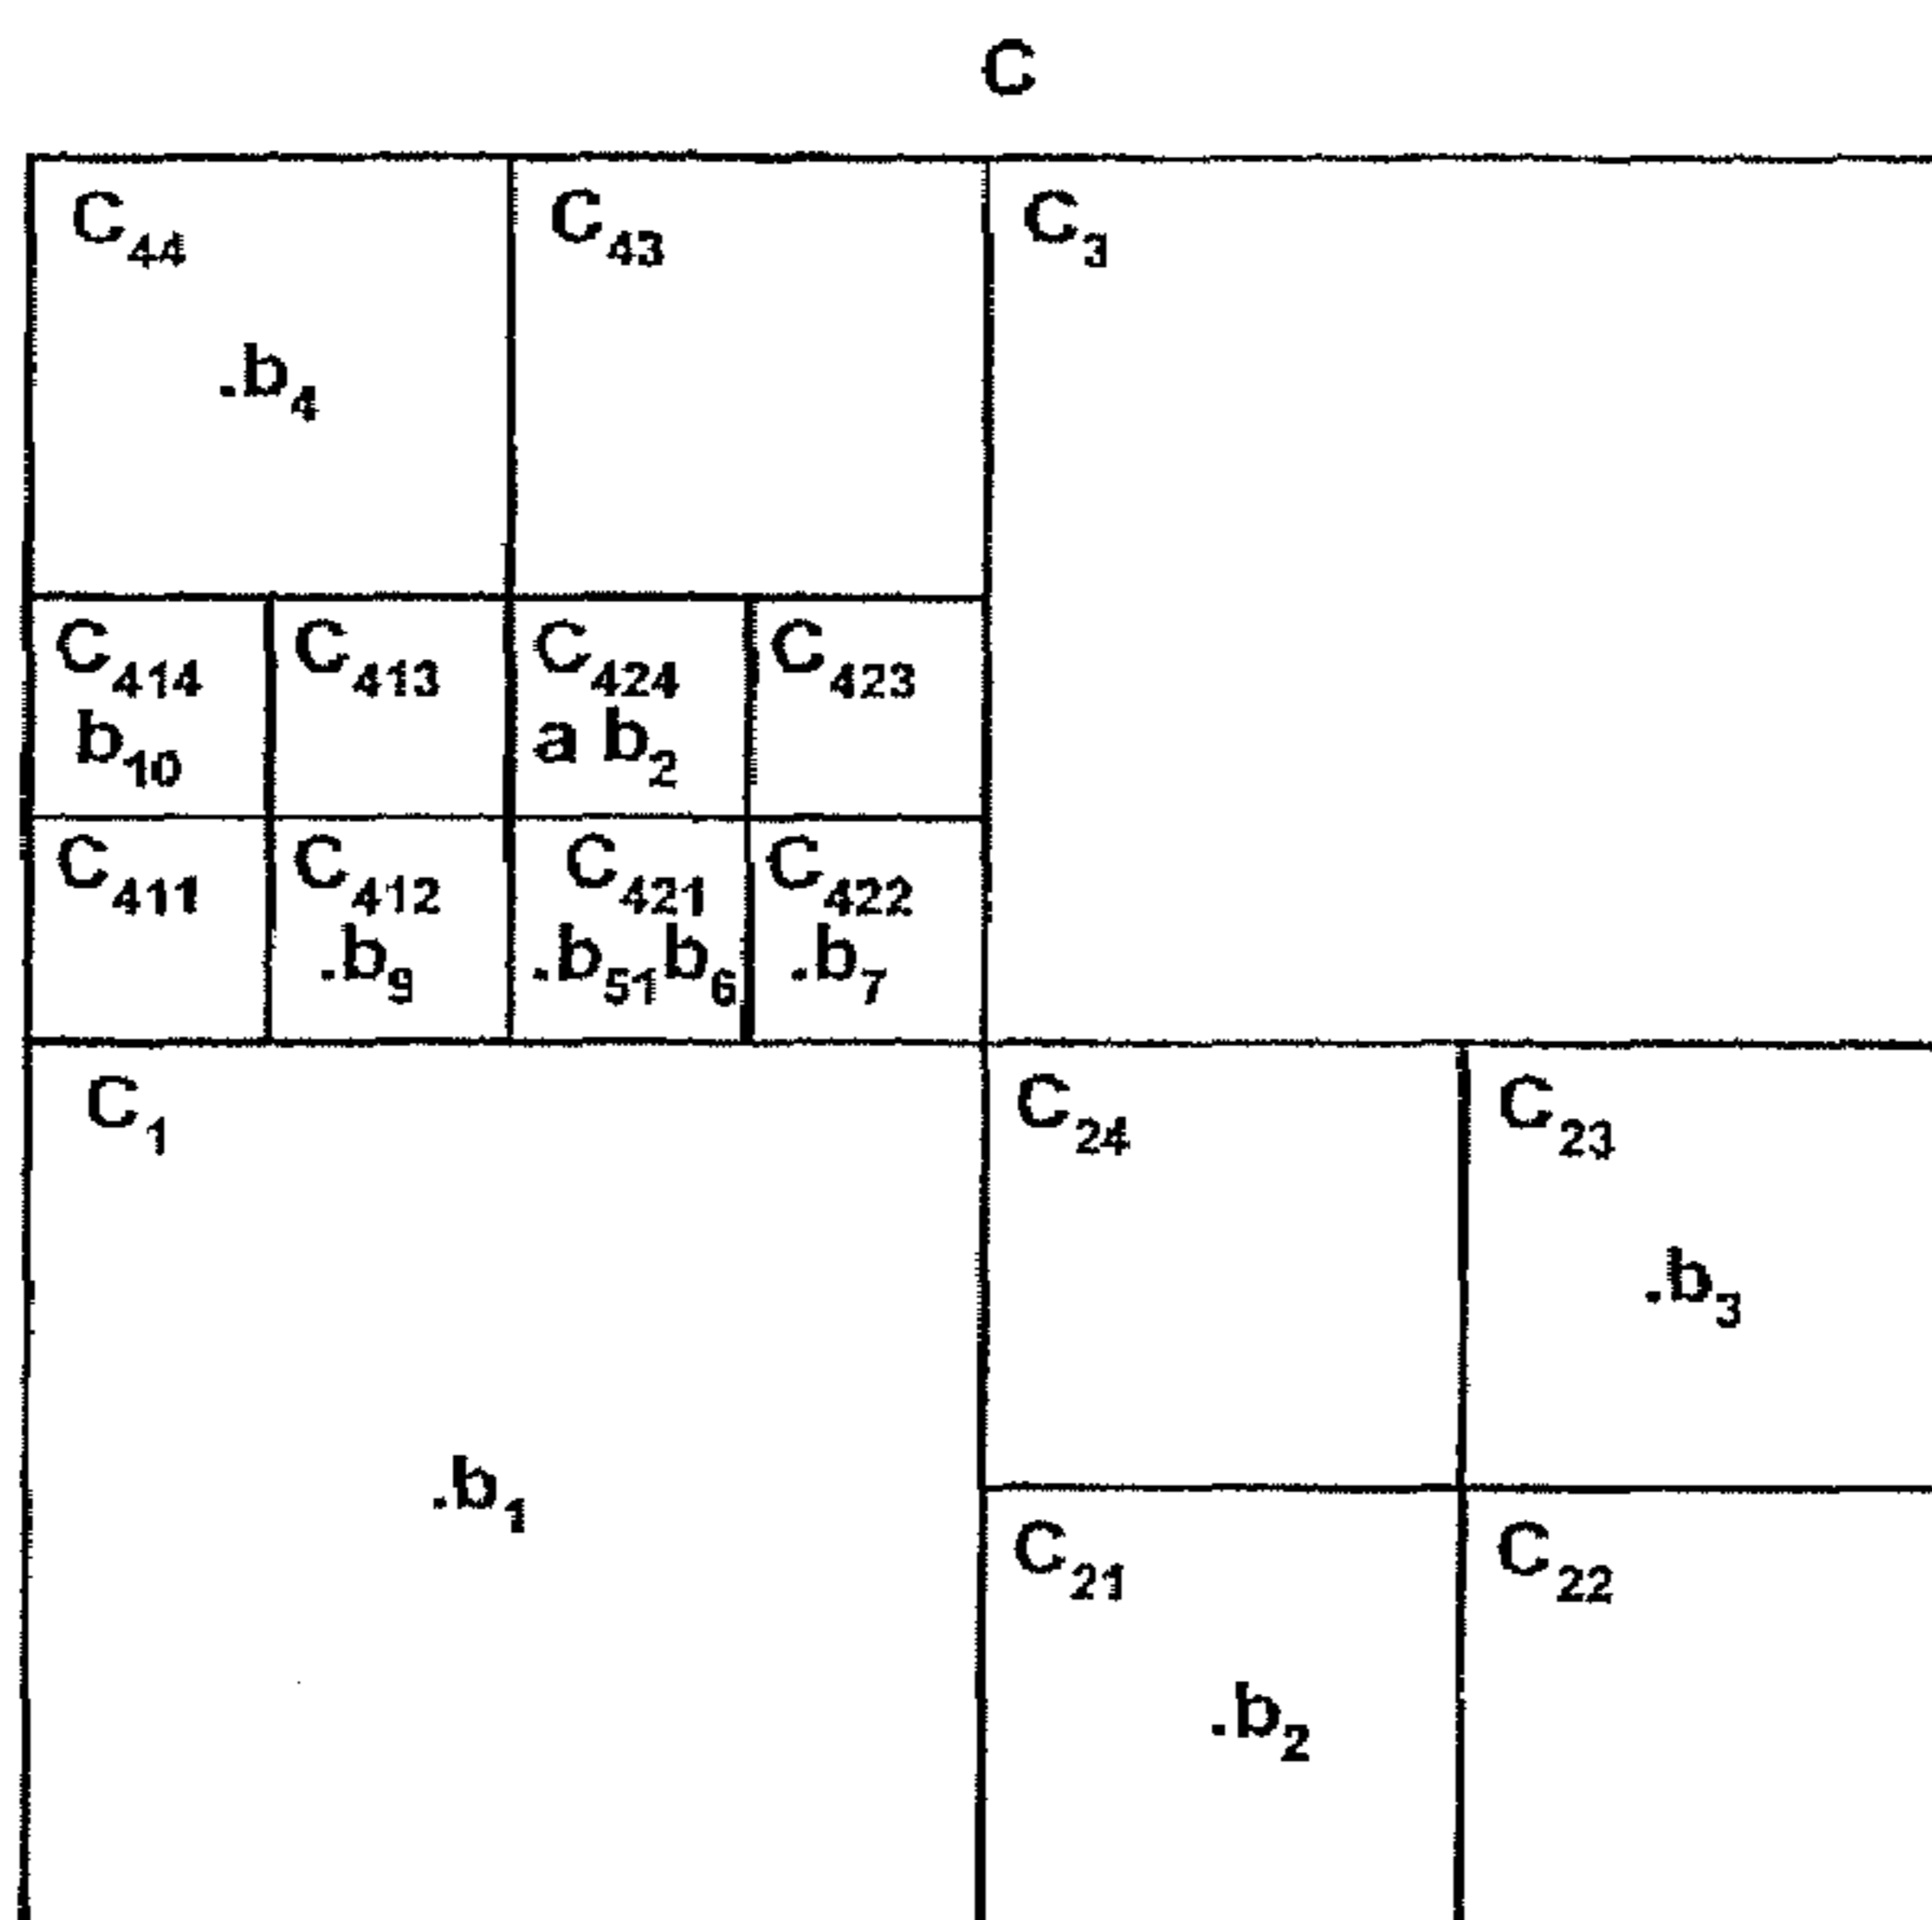 C
C₄₄ C₄₃ C₃
.b₄
C₄₁₄ C₄₁₃ C₄₂₄ C₄₂₃
b₁₀ a b₂
C₄₁₁ C₄₁₂ C₄₂₁ C₄₂₂
.b₉ .b₅₁b₆ .b₇
C₁ C₂₄ C₂₃
.b₃
.b₁
C₂₁ C₂₂
.b₂